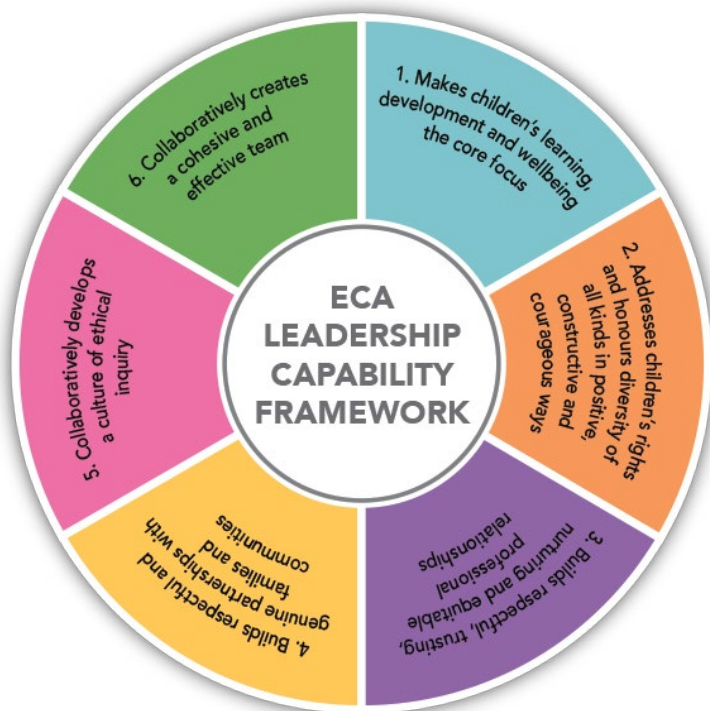 ECA
LEADERSHIP
CAPABILITY
FRAMEWORK
1. Makes children's learning,
development and wellbeing
the core focus
2. Addresses children's rights
and honours diversity of
all kinds in positive,
constructive and
courageous ways
3. Builds respectful, trusting,
nurturing and equitable
professional
relationships
4. Builds respectful and
genuine partnerships with
families and
communities
5. Collaboratively develops
a culture of ethical
inquiry
6. Collaboratively creates
a cohesive and
effective team